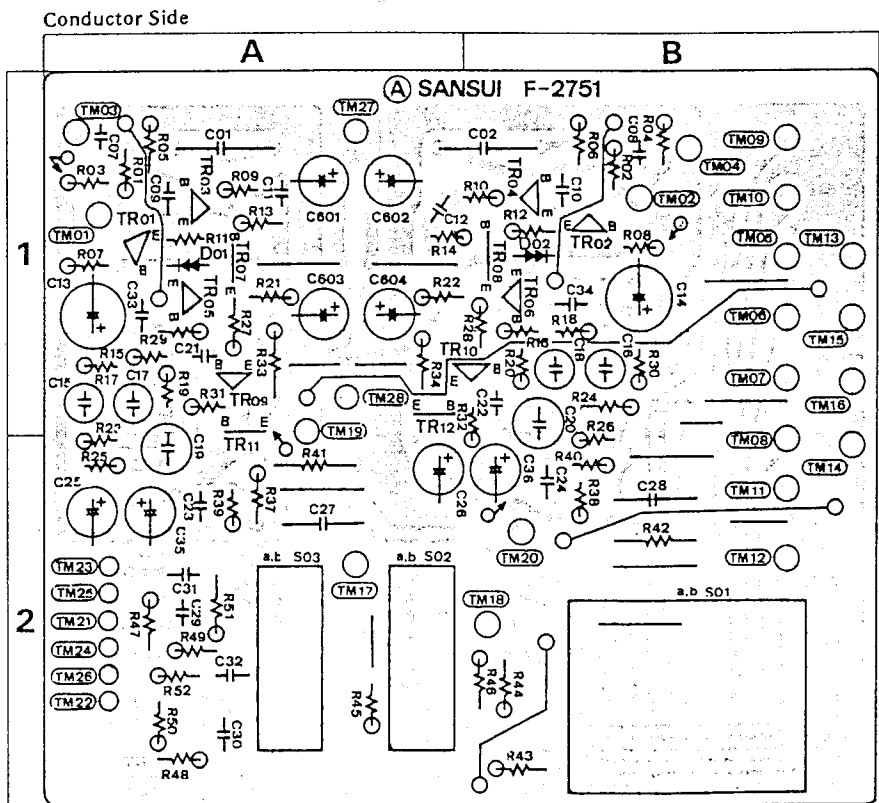 Conductor Side
A B
Ⓐ SANSUI F-2751
TM03 TM27
C07 R05 C01 C02 R06 C08 R04 TM09
R03 R01 TR03 R09 C11 TR04 C10 R02 TM04
C09 R10 TM02 TM10
TR01 R13 C601 C602 C12 R12 TR02
TM01 R11 R14 R08 TM05 TM13
1
R07 D01 TR07 C603 C604 TR08 D02
C13 C33 TR05 R21 R22 TR06 C34 C14
R27 R28 R18 TM06
R29 C21 R33 TR10 R16 C18 C16 TM15
R15 R34 R20 R30
R17 C15 C17 R19 R31 TR09 TM28 C22 R24 TM07 TM16
R23 C19 TR11 TM19 TR12 R32 C20 R26 TM08
R25 R41 R40 TM14
C25 C35 C23 R39 R37 C27 C26 C36 C24 R38 C28 TM11
R42
TM20 TM12
TM23 a.b S03 TM17 a.b S02
TM25 C31 TM18 a.b S01
2
TM21 R47 C29 R51
TM24 R49
TM26 R52 C32 R46 R44
TM22 R50 R45
C30
R48 R43
E B E B E B E B E B E B E B E B E B E B E B E B